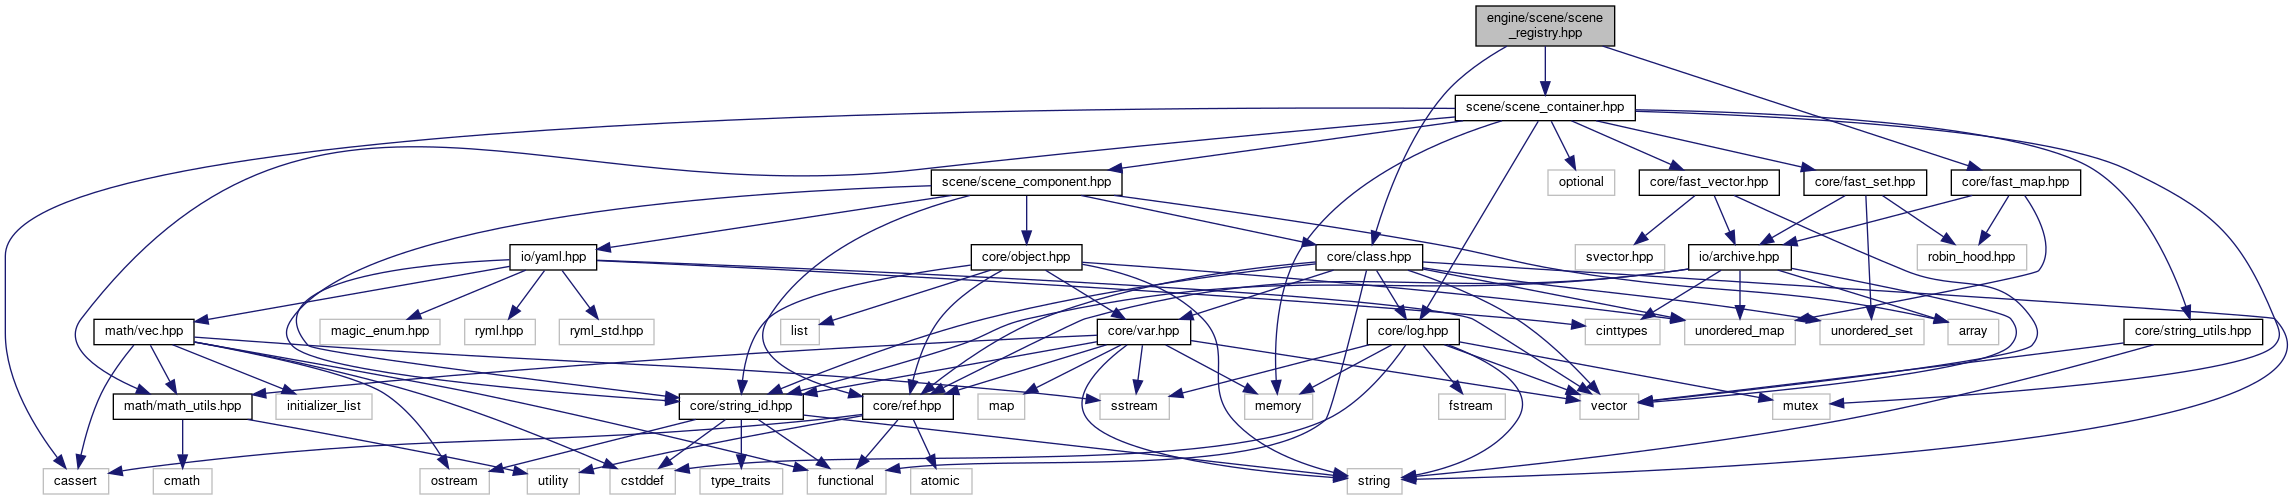 engine/scene/scene
_registry.hpp
scene/scene_container.hpp
scene/scene_component.hpp
optional
core/fast_vector.hpp
core/fast_set.hpp
core/fast_map.hpp
io/yaml.hpp
core/object.hpp
core/class.hpp
svector.hpp
io/archive.hpp
robin_hood.hpp
math/vec.hpp
magic_enum.hpp
ryml.hpp
ryml_std.hpp
list
core/var.hpp
core/log.hpp
cinttypes
unordered_map
unordered_set
array
core/string_utils.hpp
math/math_utils.hpp
initializer_list
core/string_id.hpp
core/ref.hpp
map
sstream
memory
fstream
vector
mutex
cassert
cmath
ostream
utility
cstddef
type_traits
functional
atomic
string